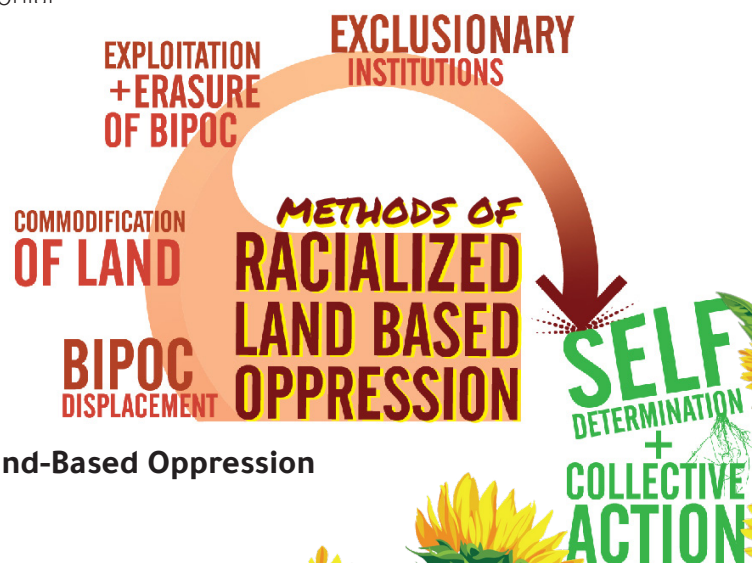 EXCLUSIONARY
INSTITUTIONS
EXPLOITATION
+ERASURE
OF BIPOC
COMMODIFICATION
OF LAND
BIPOC
DISPLACEMENT
METHODS OF
RACIALIZED
LAND BASED
OPPRESSION
SELF
DETERMINATION
+
COLLECTIVE
ACTION
nd-Based Oppression